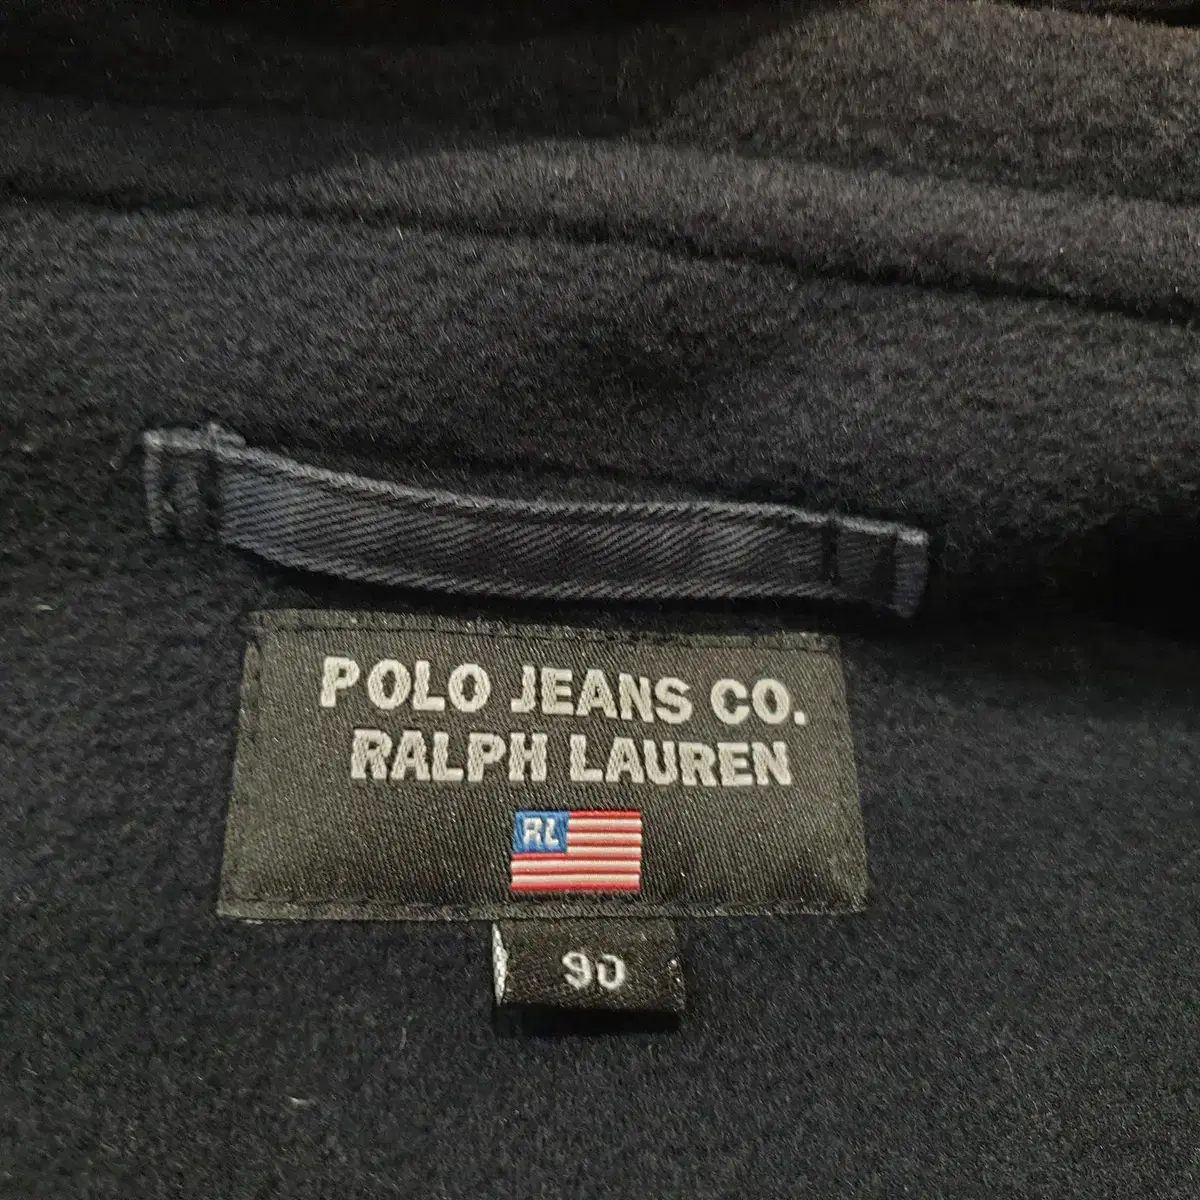 POLO JEANS CO.
RALPH LAUREN
RL
90